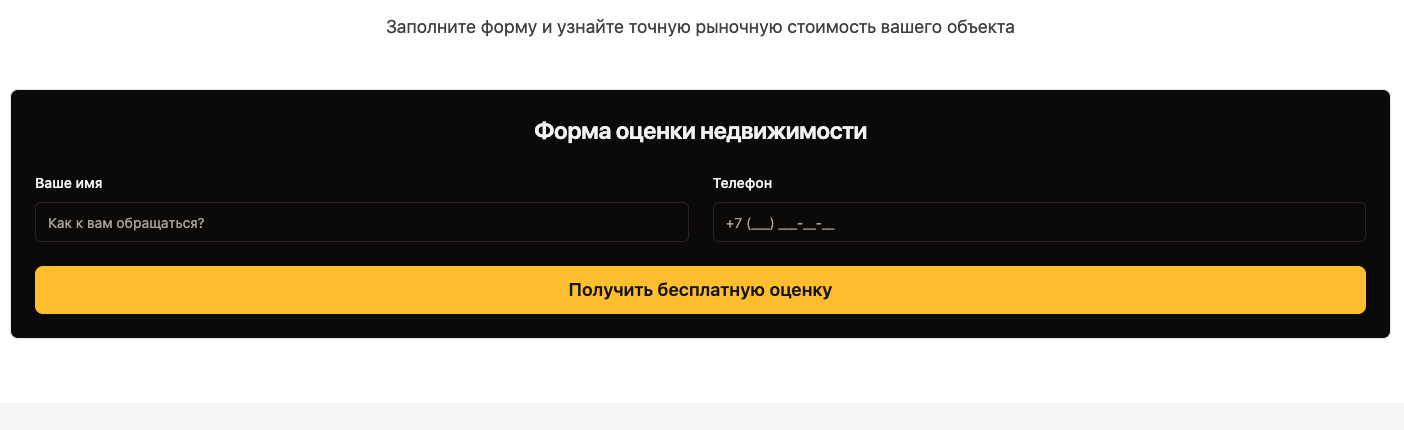 Заполните форму и узнайте точную рыночную стоимость вашего объекта
Форма оценки недвижимости
Ваше имя
Телефон
Как к вам обращаться?
+7 (___) ___-__-__
Получить бесплатную оценку